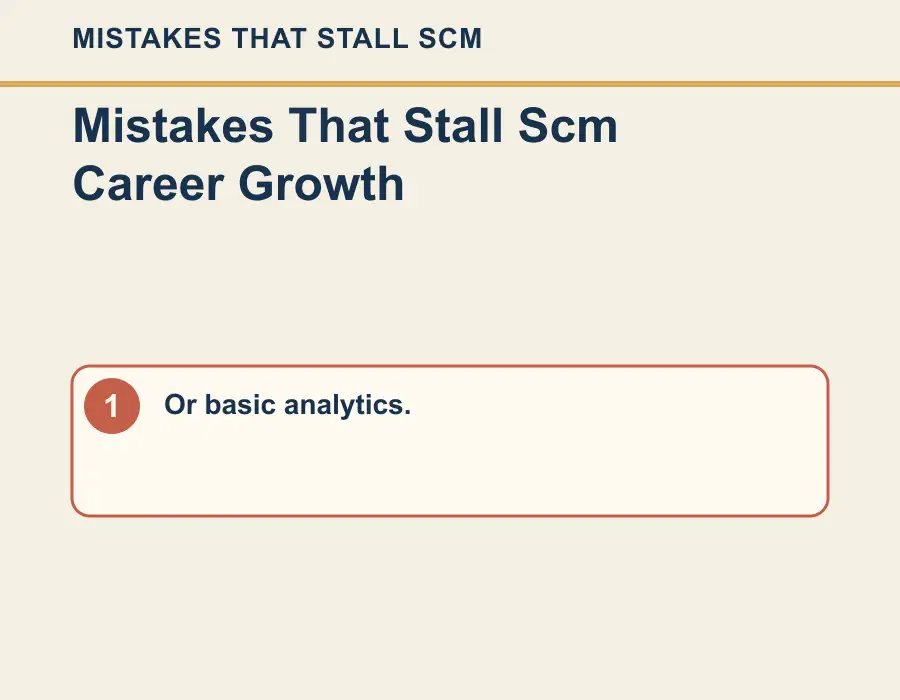 MISTAKES THAT STALL SCM
Mistakes That Stall Scm
Career Growth
1 Or basic analytics.